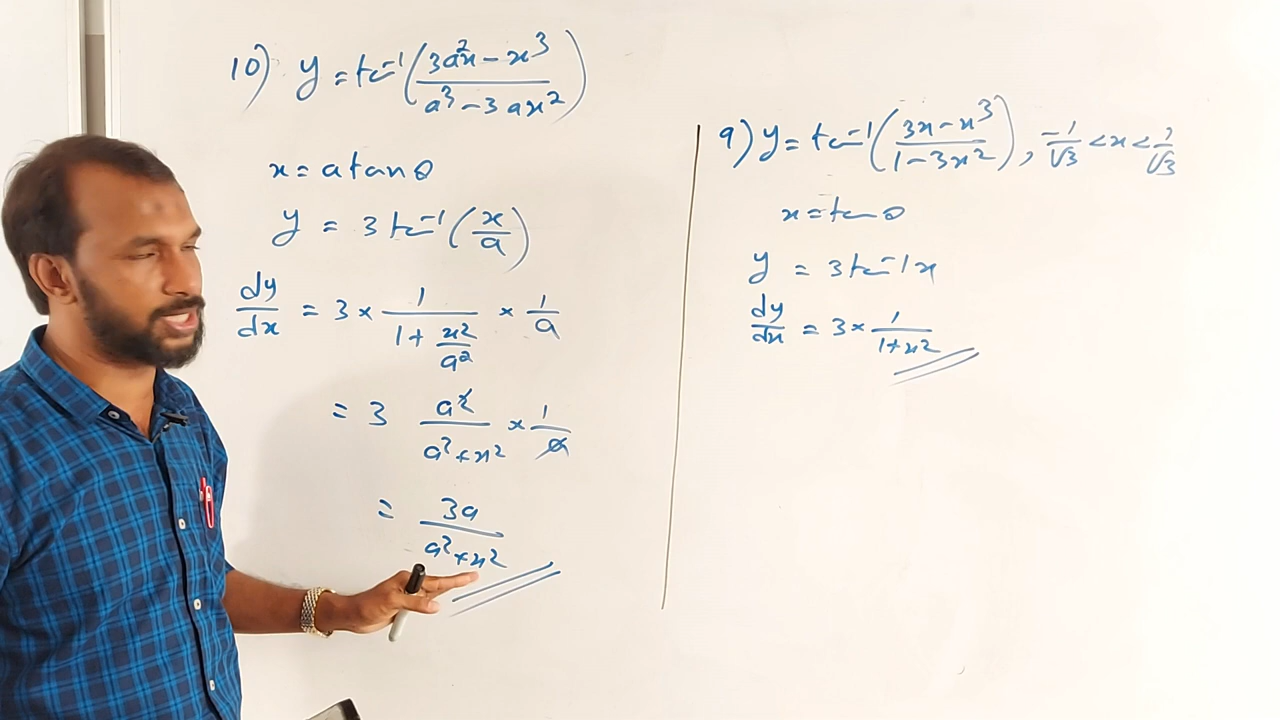 10) y = tan⁻¹((3a²x - x³)/(a³ - 3ax²))
x = a tan θ
y = 3 tan⁻¹(x/a)
dy/dx = 3 × 1/(1 + x²/a²) × 1/a
= 3 a²/(a² + x²) × 1/a
= 3a/(a² + x²)
9) y = tan⁻¹((3x - x³)/(1 - 3x²)), -1/√3 < x < 1/√3
x = tan θ
y = 3 tan⁻¹x
dy/dx = 3 × 1/(1 + x²)